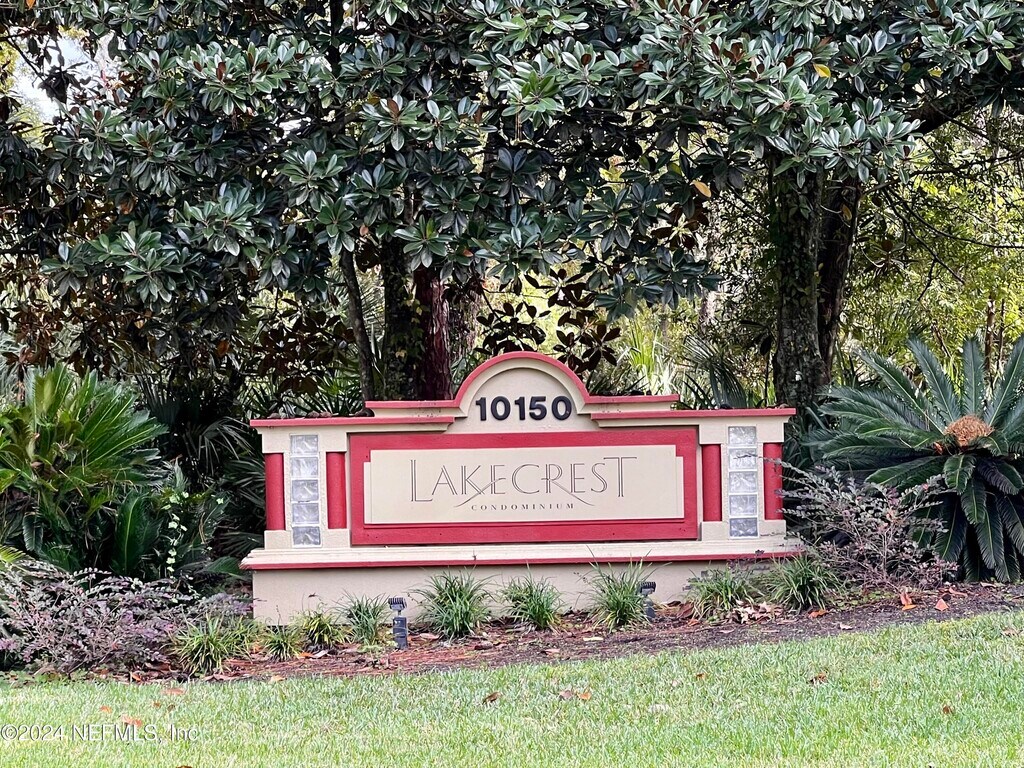 10150
LAKECREST
CONDOMINIUM
©2024 NEFMLS, Inc